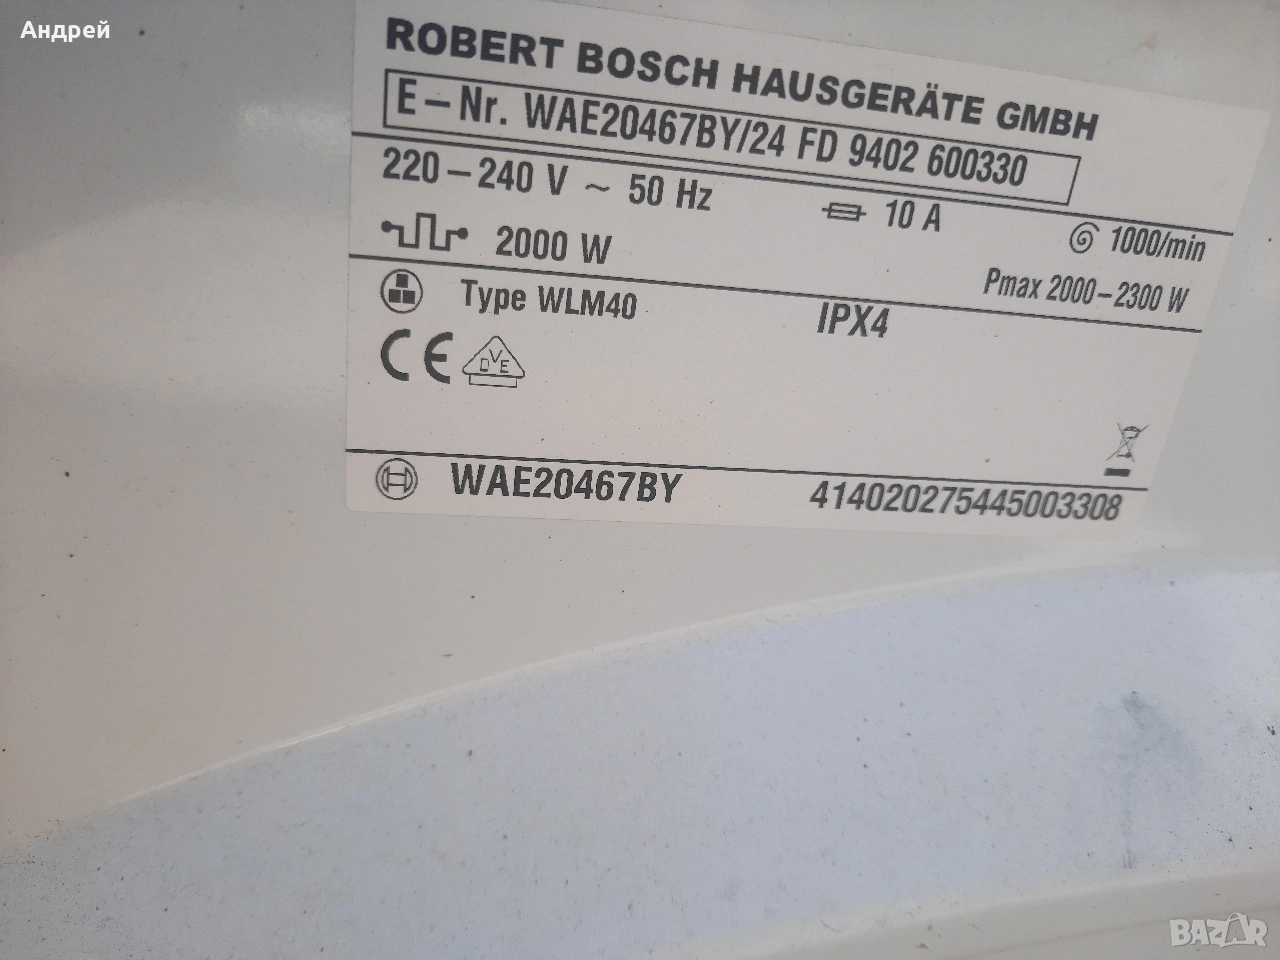 Андрей
ROBERT BOSCH HAUSGERÄTE GMBH
E-Nr. WAE20467BY/24 FD 9402 600330
220-240 V ~ 50 Hz 10 A 1000/min
2000 W Pmax 2000-2300 W
Type WLM40 IPX4
CE DVE
WAE20467BY 414020275445003308
BAZAR